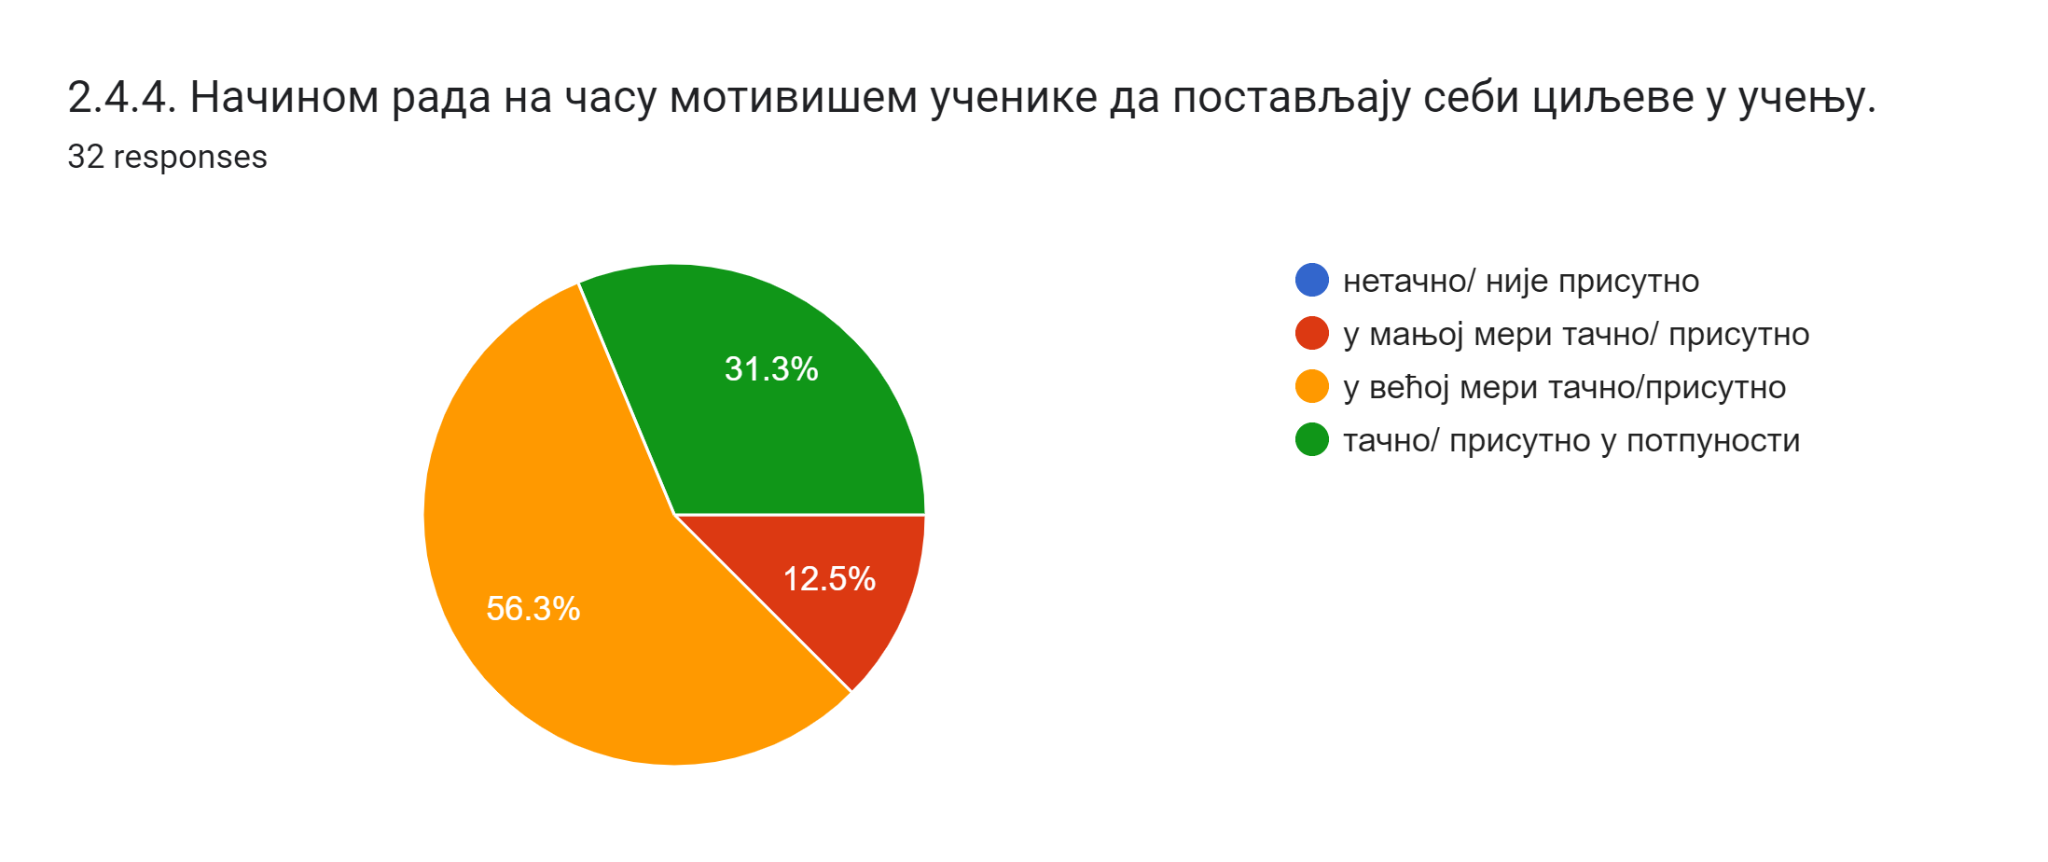 2.4.4. Начином рада на часу мотивишем ученике да постављају себи циљеве у учењу.
32 responses
нетачно/ није присутно
у мањој мери тачно/ присутно
у већој мери тачно/присутно
тачно/ присутно у потпуности
31.3%
12.5%
56.3%